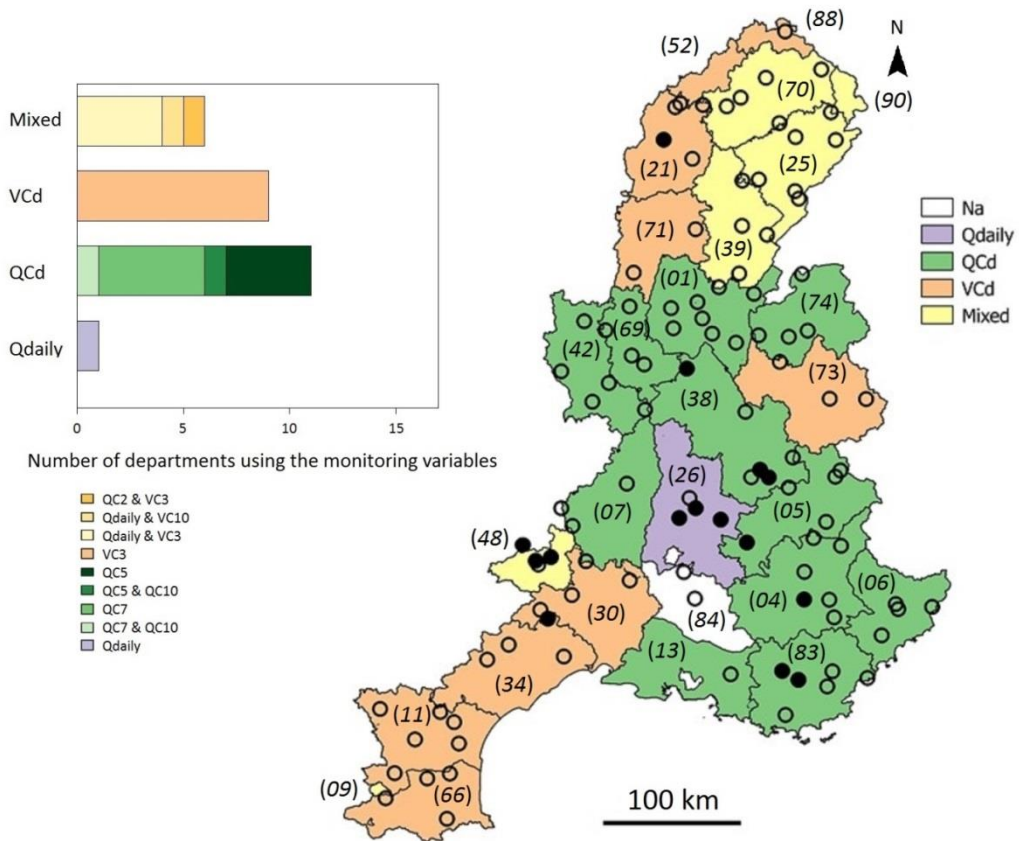 Mixed
VCd
QCd
Qdaily
0 5 10 15
Number of departments using the monitoring variables
QC2 & VC3
Qdaily & VC10
Qdaily & VC3
VC3
QC5
QC5 & QC10
QC7
QC7 & QC10
Qdaily
(88)
N
(52)
(70)
(90)
(21)
(25)
(71)
(39)
(01)
(74)
(69)
(42)
(73)
(38)
(26)
(07)
(05)
(48)
(06)
(04)
(30)
(84)
(13)
(83)
(34)
(11)
(09)
(66)
100 km
Na
Qdaily
QCd
VCd
Mixed